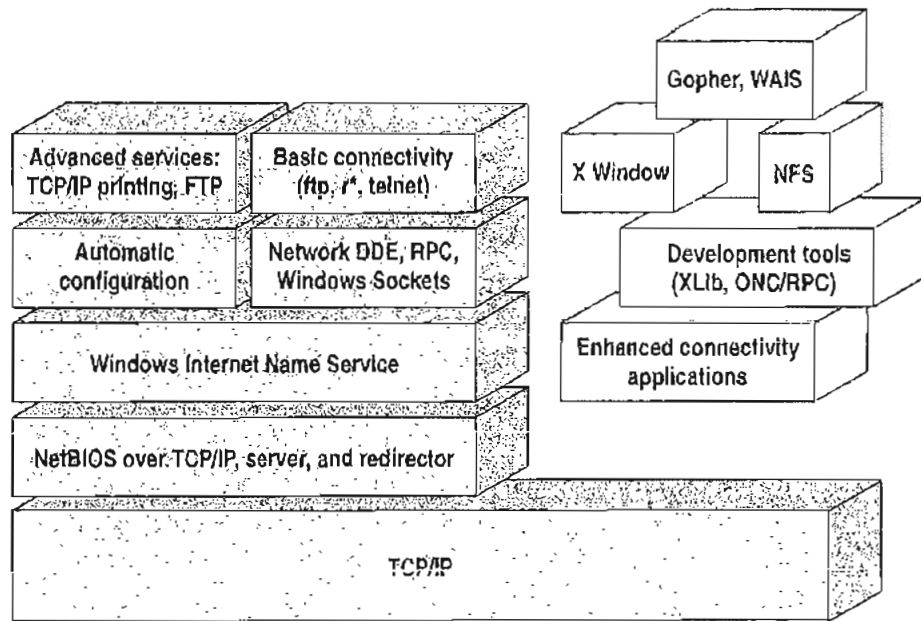 Gopher, WAIS
Advanced services:
TCP/IP printing, FTP
Basic connectivity
(ftp, r*, telnet)
X Window
NFS
Automatic
configuration
Network DDE, RPC,
Windows Sockets
Development tools
(XLib, ONC/RPC)
Windows Internet Name Service
Enhanced connectivity
applications
NetBIOS over TCP/IP, server, and redirector
TCP/IP